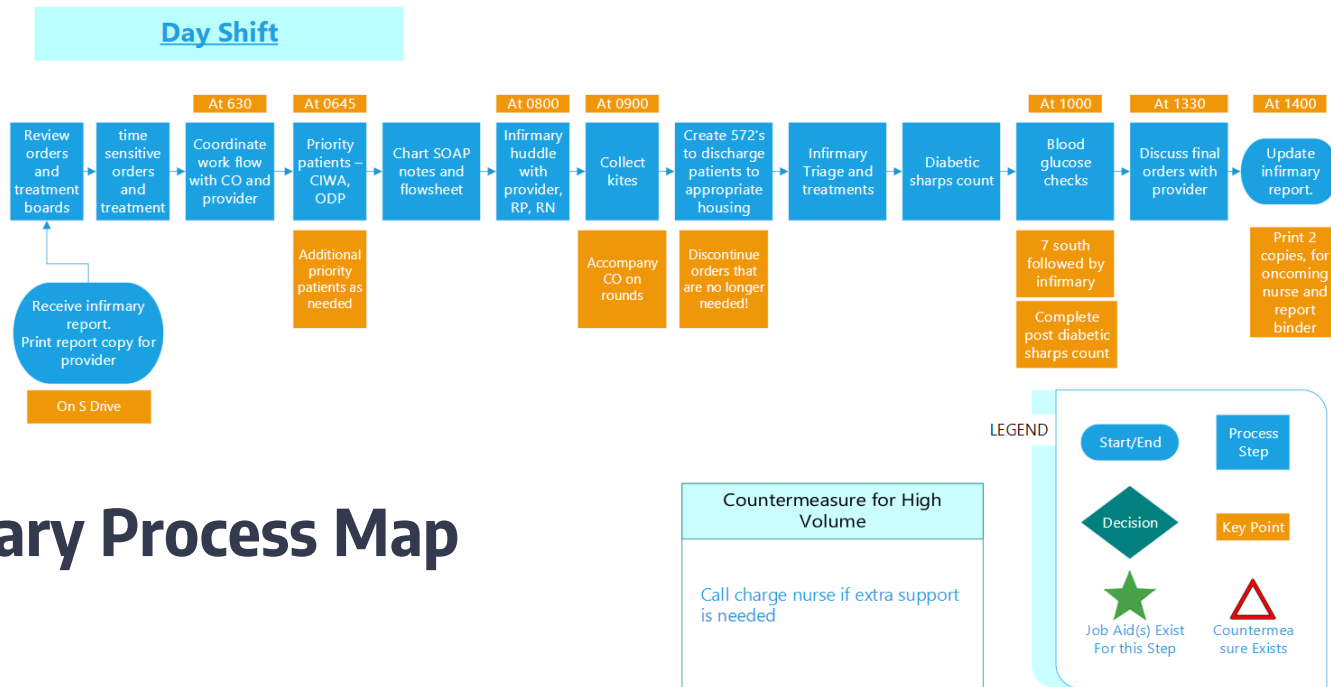 Day Shift
At 630
At 0645
At 0800
At 0900
At 1000
At 1330
At 1400
Review
orders
and
treatment
boards
time
sensitive
orders
and
treatment
Coordinate
work flow
with CO and
provider
Priority
patients –
CIWA,
ODP
Chart SOAP
notes and
flowsheet
Infirmary
huddle
with
provider,
RP, RN
Collect
kites
Create 572's
to discharge
patients to
appropriate
housing
Infirmary
Triage and
treatments
Diabetic
sharps count
Blood
glucose
checks
Discuss final
orders with
provider
Update
infirmary
report.
Additional
priority
patients as
needed
Accompany
CO on
rounds
Discontinue
orders that
are no longer
needed!
7 south
followed by
infirmary
Complete
post diabetic
sharps count
Print 2
copies, for
oncoming
nurse and
report
binder
Receive infirmary
report.
Print report copy for
provider
On S Drive
ary Process Map
Countermeasure for High
Volume
Call charge nurse if extra support
is needed
LEGEND
Start/End
Process
Step
Decision
Key Point
Job Aid(s) Exist
For this Step
Countermea
sure Exists